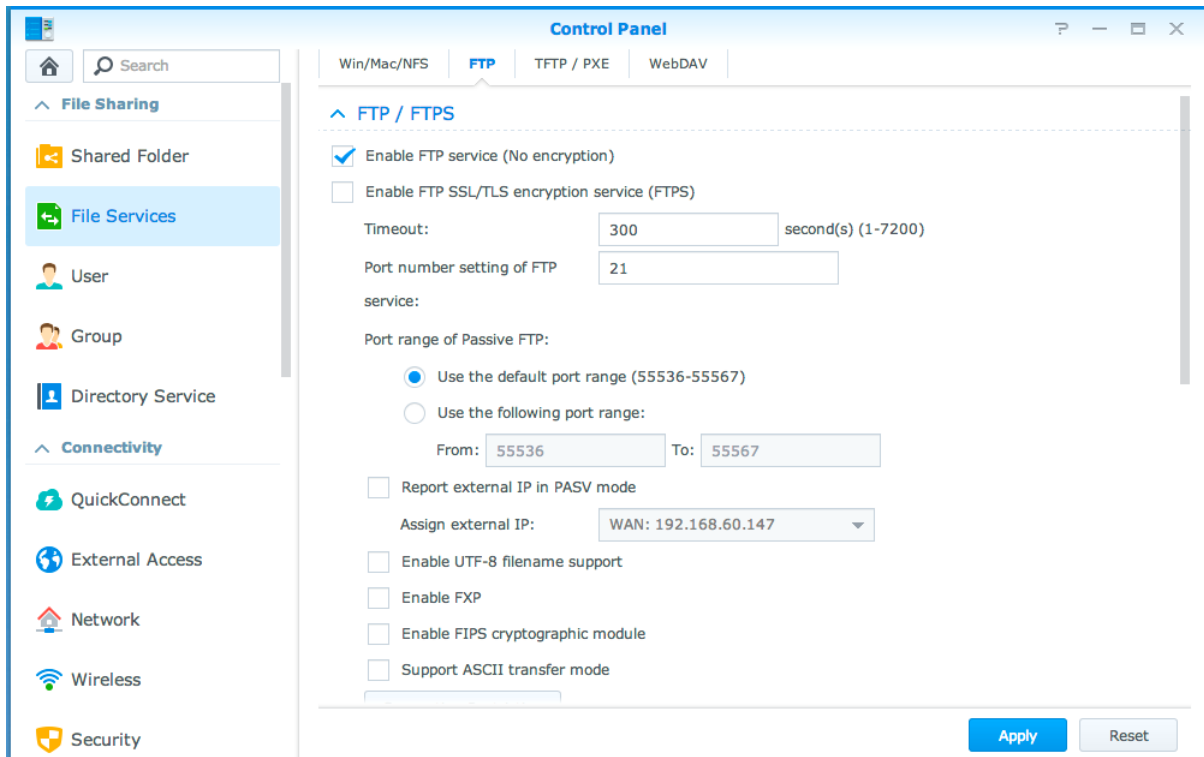 Control Panel
Search
File Sharing
Shared Folder
File Services
User
Group
Directory Service
Connectivity
QuickConnect
External Access
Network
Wireless
Security
Win/Mac/NFS FTP TFTP / PXE WebDAV
FTP / FTPS
Enable FTP service (No encryption)
Enable FTP SSL/TLS encryption service (FTPS)
Timeout: 300 second(s) (1-7200)
Port number setting of FTP 21
service:
Port range of Passive FTP:
Use the default port range (55536-55567)
Use the following port range:
From: 55536 To: 55567
Report external IP in PASV mode
Assign external IP: WAN: 192.168.60.147
Enable UTF-8 filename support
Enable FXP
Enable FIPS cryptographic module
Support ASCII transfer mode
Apply Reset